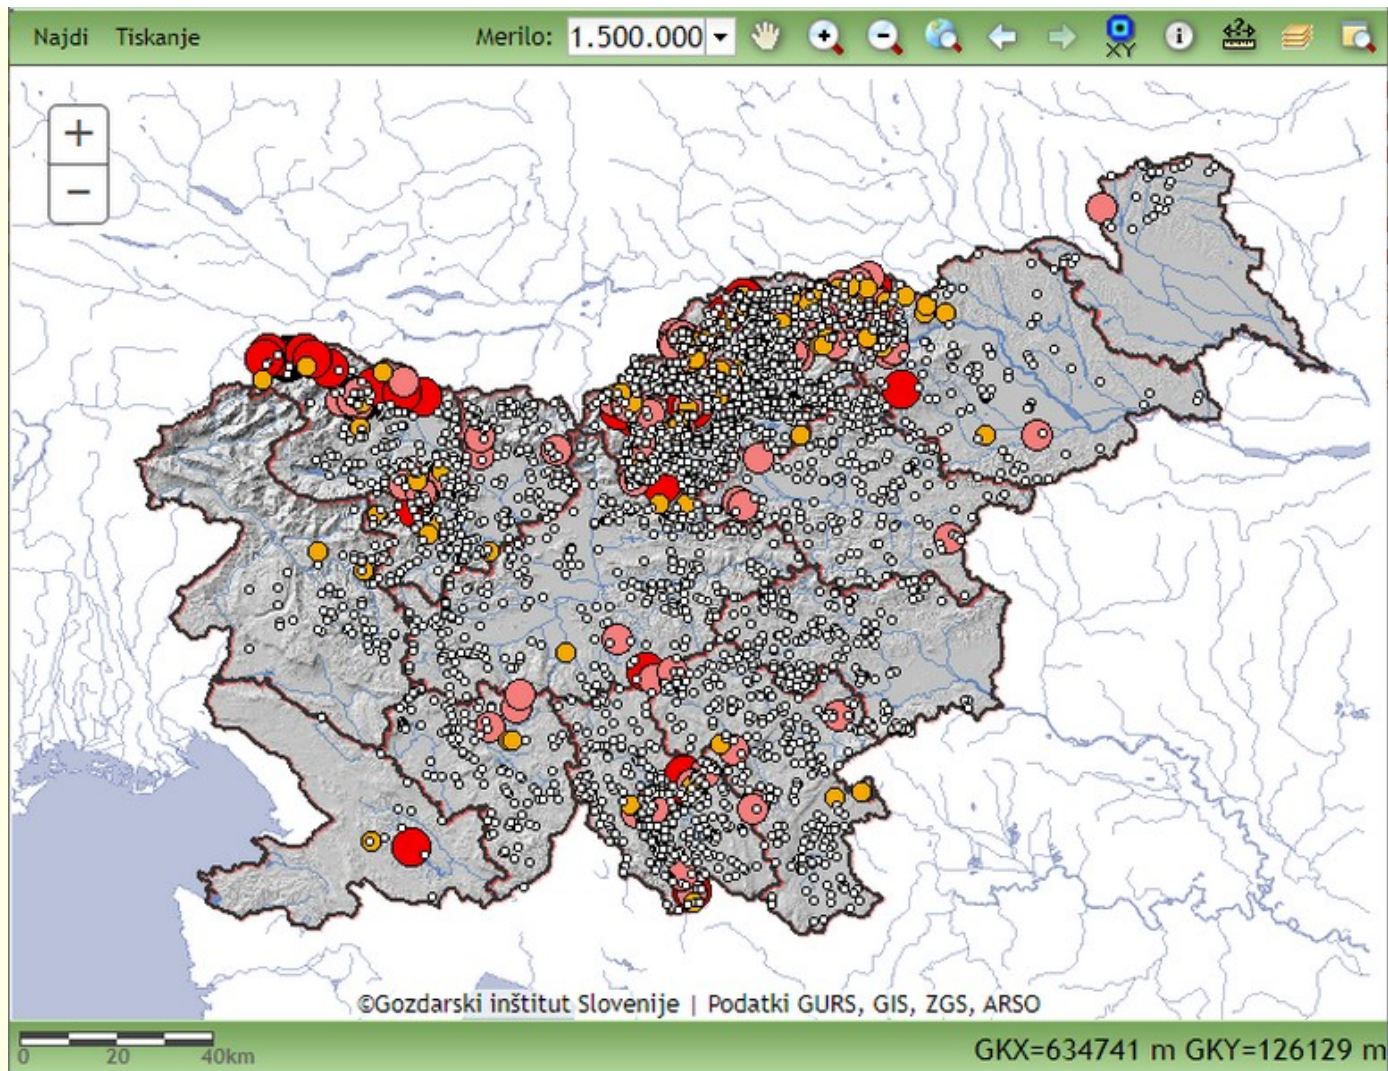 Najdi Tiskanje Merilo: 1.500.000 XY
+
−
©Gozdarski inštitut Slovenije | Podatki GURS, GIS, ZGS, ARSO
0 20 40km GKX=634741 m GKY=126129 m